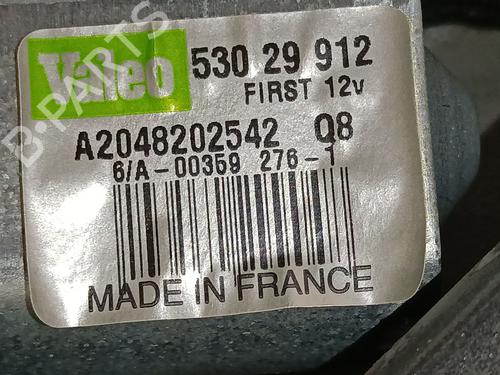 Valeo 530 29 912
FIRST 12v
A2048202542 Q8
6/A-00359 276-1
MADE IN FRANCE
B-PARTS